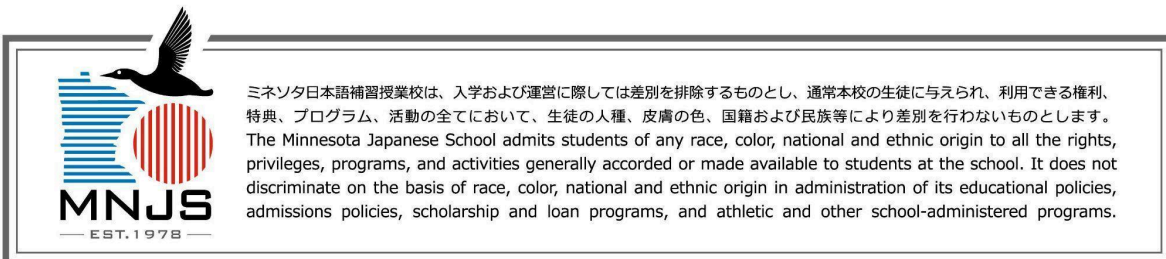 ミネソタ日本語補習授業校は、入学および運営に際しては差別を排除するものとし、通常本校の生徒に与えられ、利用できる権利、
特典、プログラム、活動の全てにおいて、生徒の人種、皮膚の色、国籍および民族等により差別を行わないものとします。
The Minnesota Japanese School admits students of any race, color, national and ethnic origin to all the rights,
privileges, programs, and activities generally accorded or made available to students at the school. It does not
discriminate on the basis of race, color, national and ethnic origin in administration of its educational policies,
admissions policies, scholarship and loan programs, and athletic and other school-administered programs.
MNJS
EST.1978